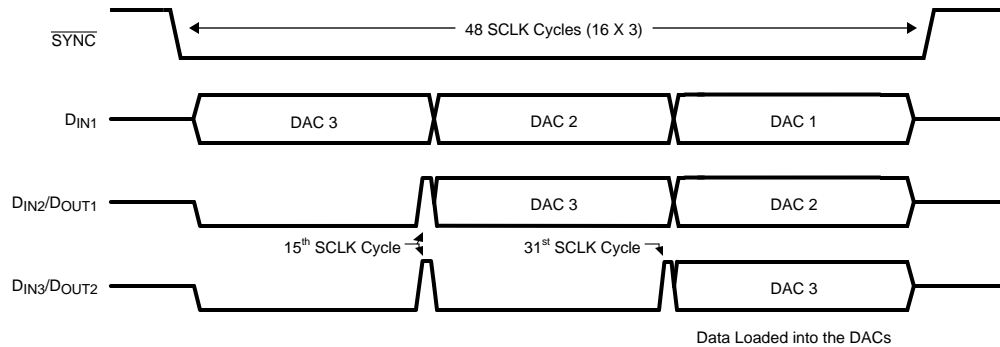 48 SCLK Cycles (16 X 3)
SYNC
DIN1
DAC 3 DAC 2 DAC 1
DIN2/DOUT1
DAC 3 DAC 2
15th SCLK Cycle 31st SCLK Cycle
DIN3/DOUT2
DAC 3
Data Loaded into the DACs